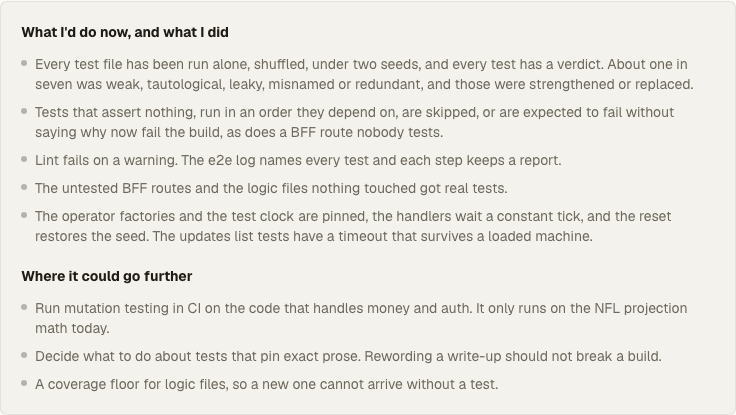 What I'd do now, and what I did
Every test file has been run alone, shuffled, under two seeds, and every test has a verdict. About one in
seven was weak, tautological, leaky, misnamed or redundant, and those were strengthened or replaced.
Tests that assert nothing, run in an order they depend on, are skipped, or are expected to fail without
saying why now fail the build, as does a BFF route nobody tests.
Lint fails on a warning. The e2e log names every test and each step keeps a report.
The untested BFF routes and the logic files nothing touched got real tests.
The operator factories and the test clock are pinned, the handlers wait a constant tick, and the reset
restores the seed. The updates list tests have a timeout that survives a loaded machine.
Where it could go further
Run mutation testing in CI on the code that handles money and auth. It only runs on the NFL projection
math today.
Decide what to do about tests that pin exact prose. Rewording a write-up should not break a build.
A coverage floor for logic files, so a new one cannot arrive without a test.